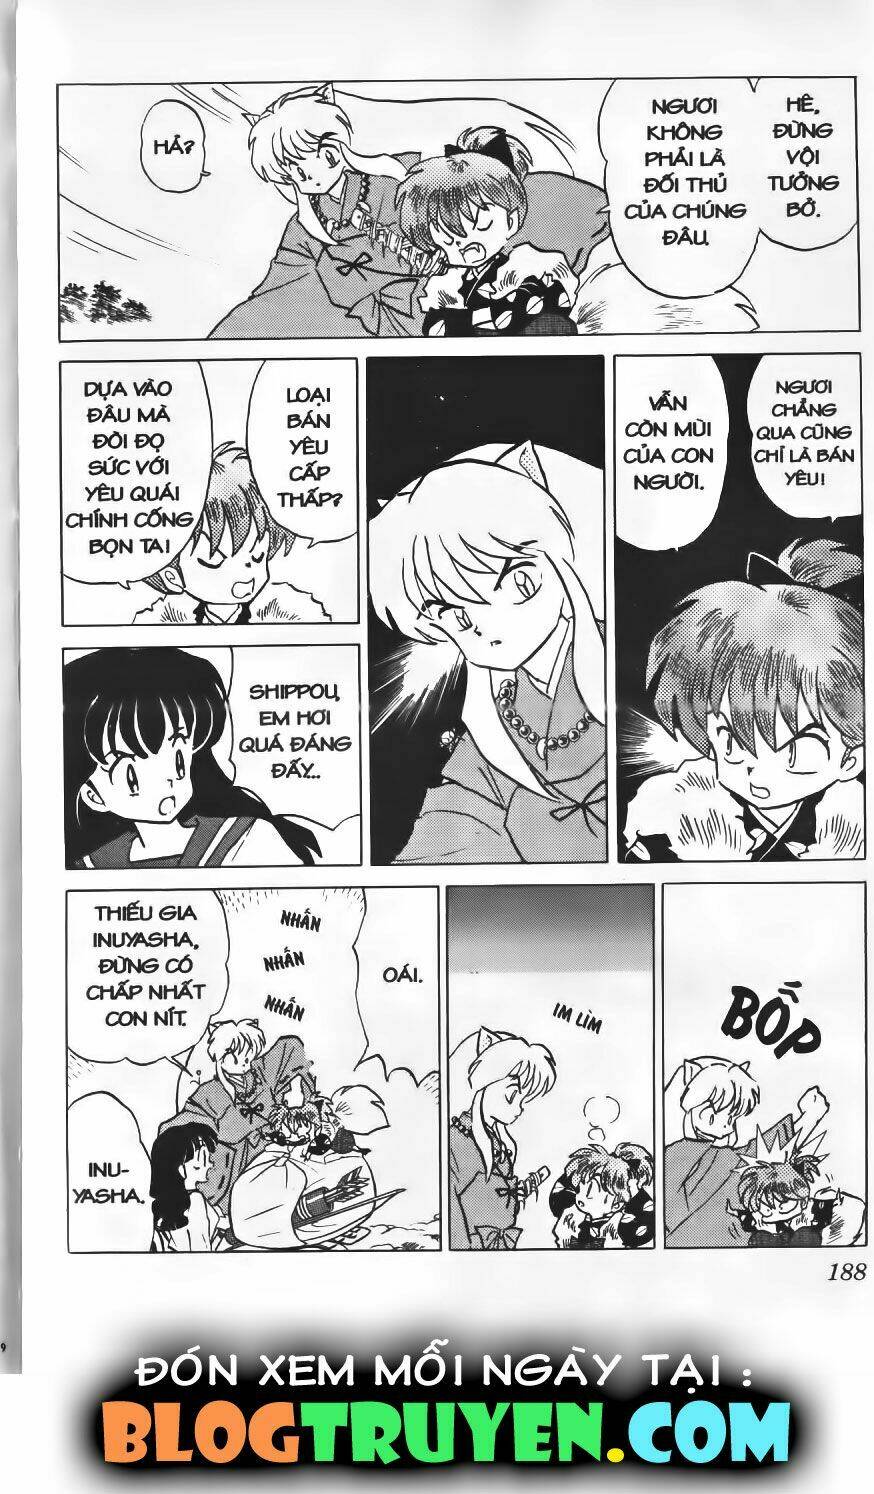 HÊ,
ĐỪNG
VỘI
TƯỞNG
BỞ.
NGƯƠI
KHÔNG
PHẢI LÀ
ĐỐI THỦ
CỦA CHÚNG
ĐÂU.
HẢ?
NGƯƠI
CHẲNG
QUA CŨNG
CHỈ LÀ BÁN
YÊU!
VẪN
CÒN MÙI
CỦA CON
NGƯỜI.
LOẠI
BÁN
YÊU
CẤP
THẤP?
DỰA VÀO
ĐÂU MÀ
ĐÒI ĐỌ
SỨC VỚI
YÊU QUÁI
CHÍNH CỐNG
BỌN TA!
SHIPPOU,
EM HƠI
QUÁ ĐÁNG
ĐẤY...
BỒP
IM LÌM
OÁI.
NHẤN
NHẤN
NHẤN
THIẾU GIA
INUYASHA,
ĐỪNG CÓ
CHẤP NHẤT
CON NÍT.
INU-
YASHA.
188
9
ĐÓN XEM MỖI NGÀY TẠI :
BLOGTRUYEN.COM